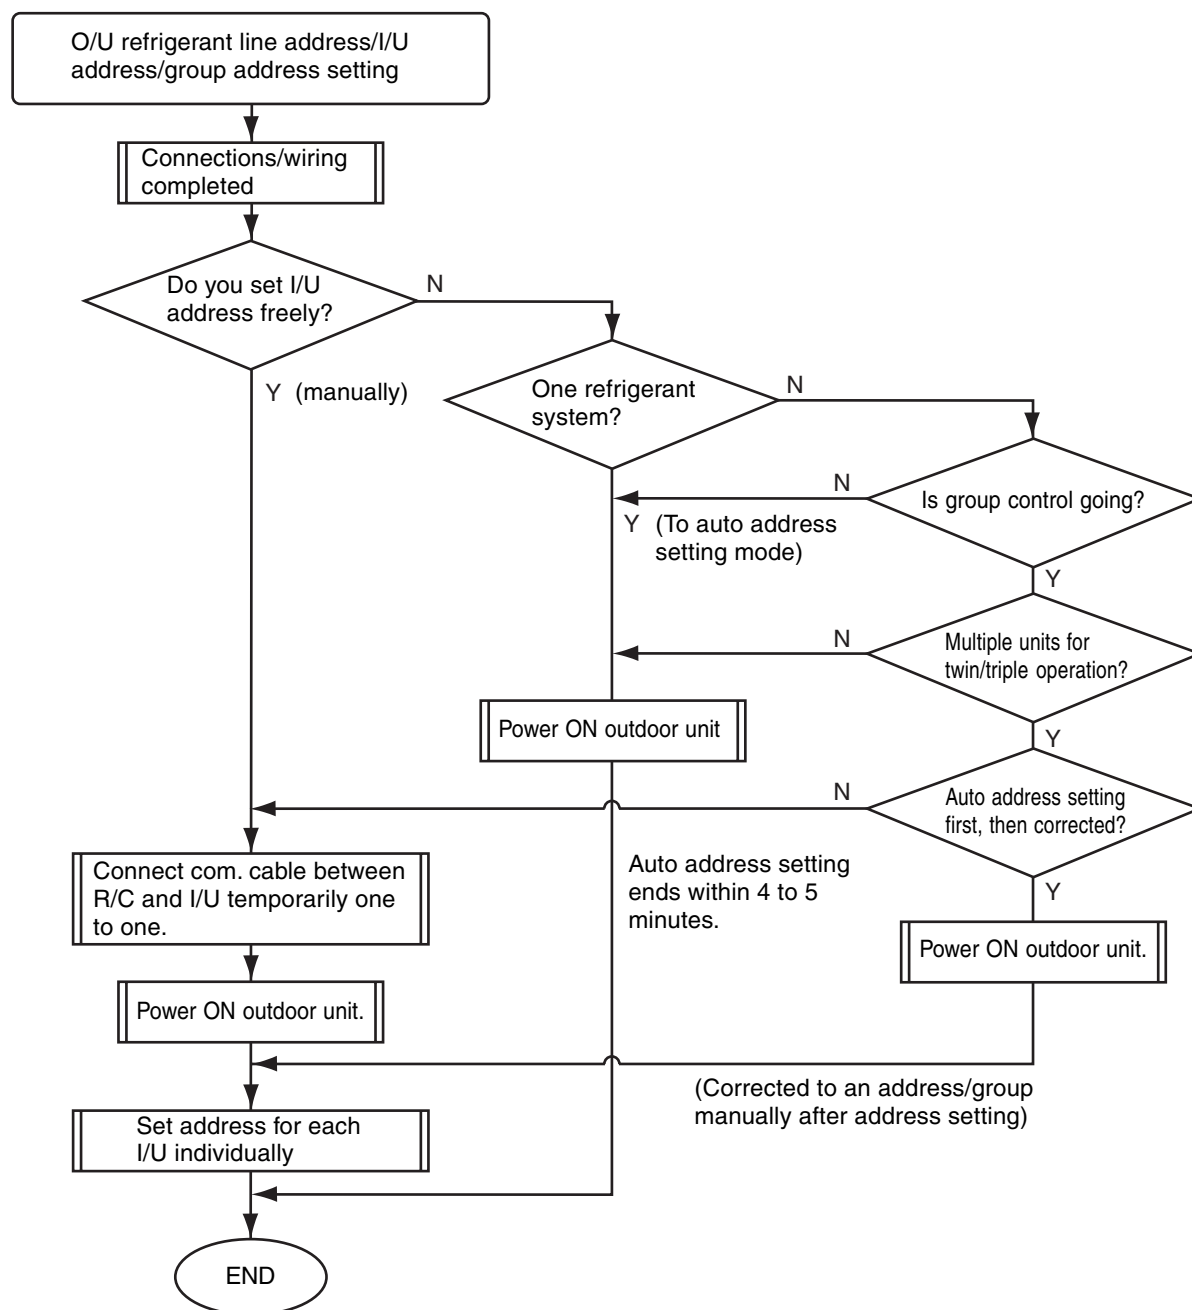 O/U refrigerant line address/I/U
address/group address setting
Connections/wiring
completed
Do you set I/U
address freely?
N
Y (manually)
One refrigerant
system?
N
Is group control going?
N
Y (To auto address
setting mode)
Y
Multiple units for
twin/triple operation?
N
Power ON outdoor unit
Y
Auto address setting
first, then corrected?
N
Connect com. cable between
R/C and I/U temporarily one
to one.
Auto address setting
ends within 4 to 5
minutes.
Y
Power ON outdoor unit.
Power ON outdoor unit.
(Corrected to an address/group
manually after address setting)
Set address for each
I/U individually
END